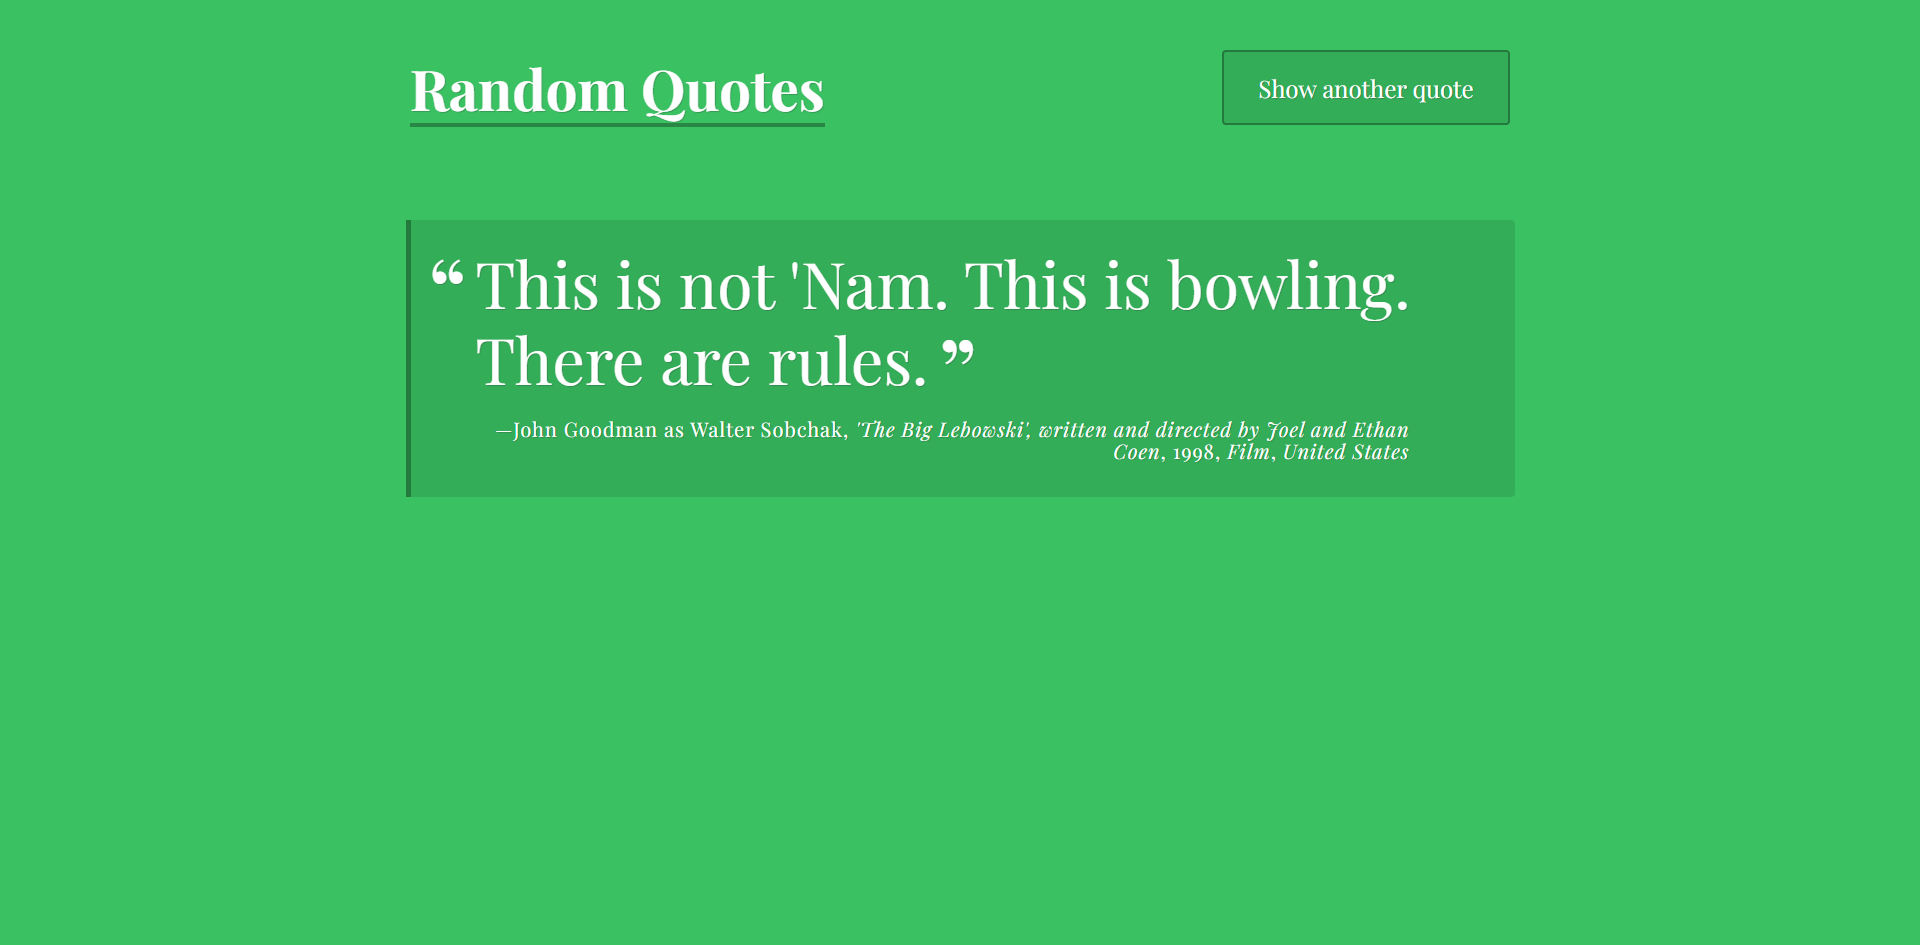 Random Quotes
Show another quote
“ This is not 'Nam. This is bowling.
There are rules. ”
—John Goodman as Walter Sobchak, 'The Big Lebowski', written and directed by Joel and Ethan
Coen, 1998, Film, United States